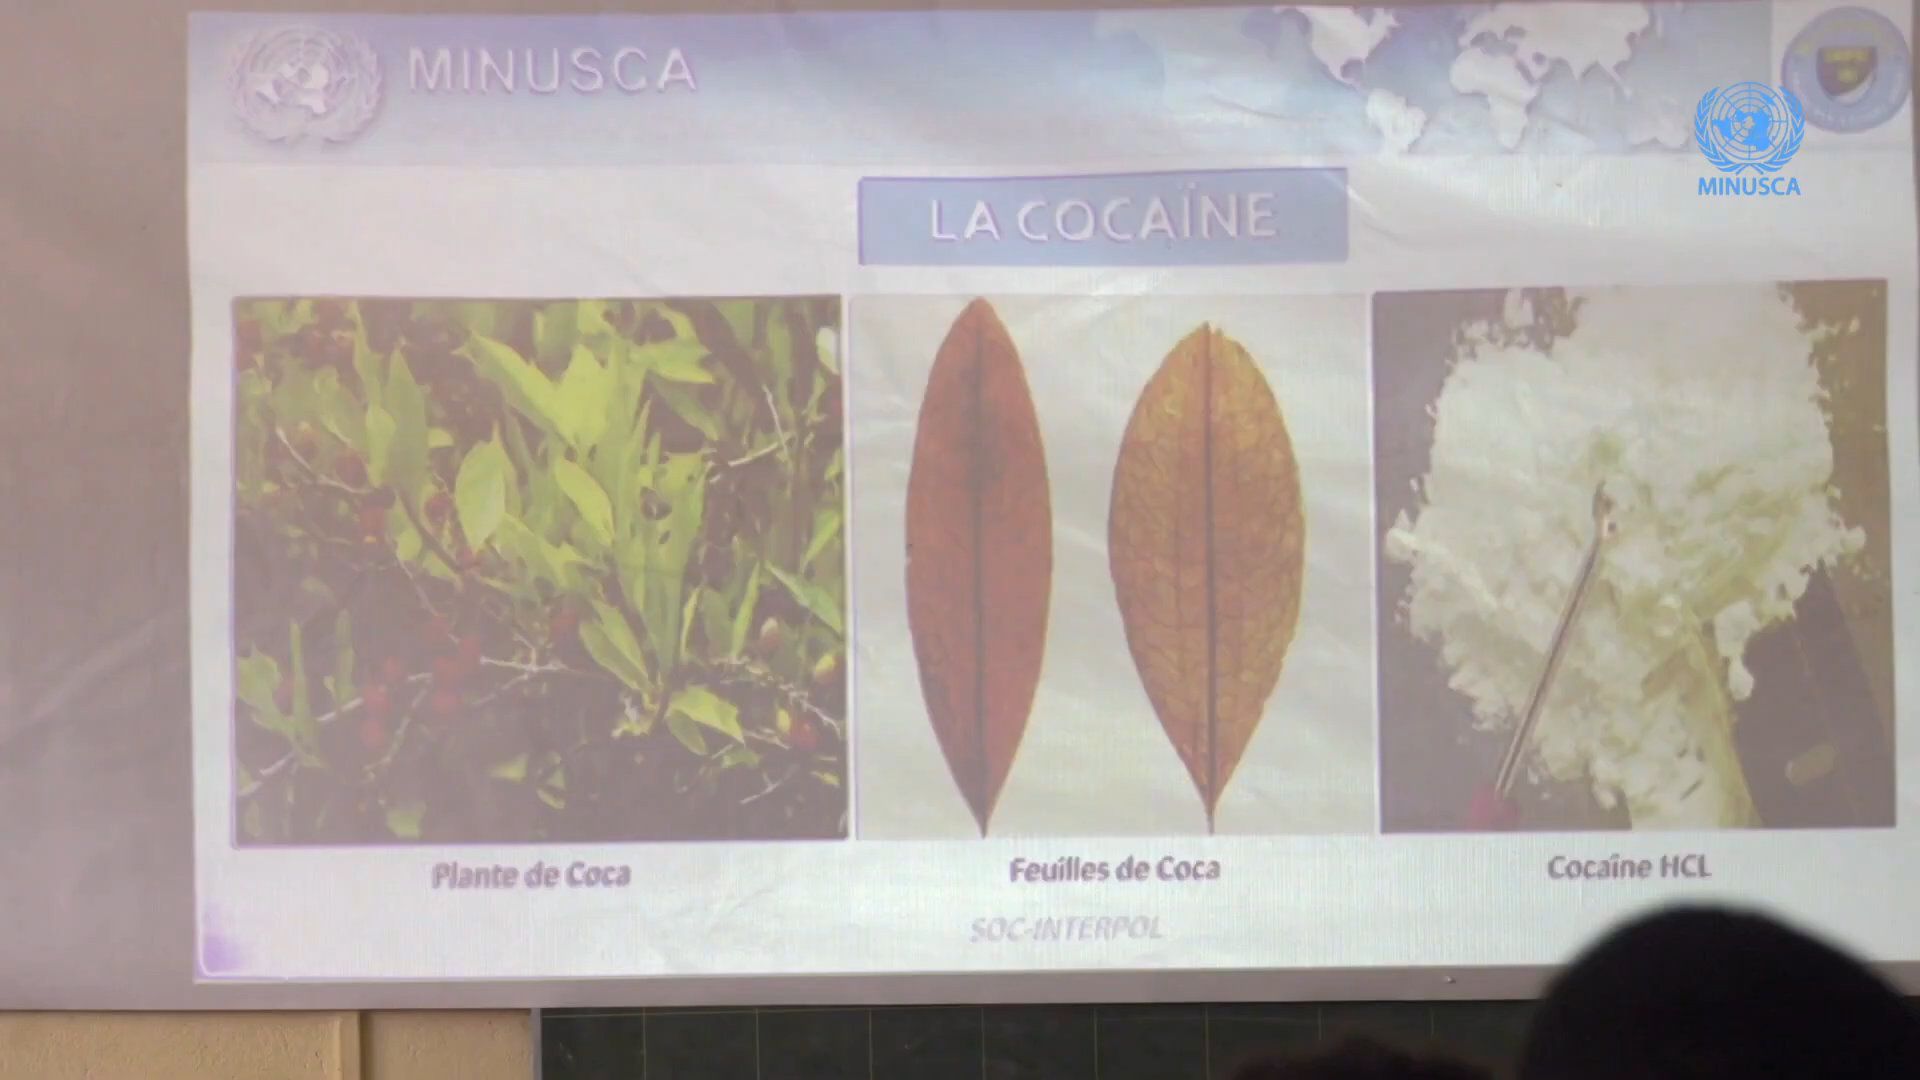 MINUSCA
MINUSCA
LA COCAÏNE
Plante de Coca
Feuilles de Coca
Cocaïne HCL
SOC-INTERPOL